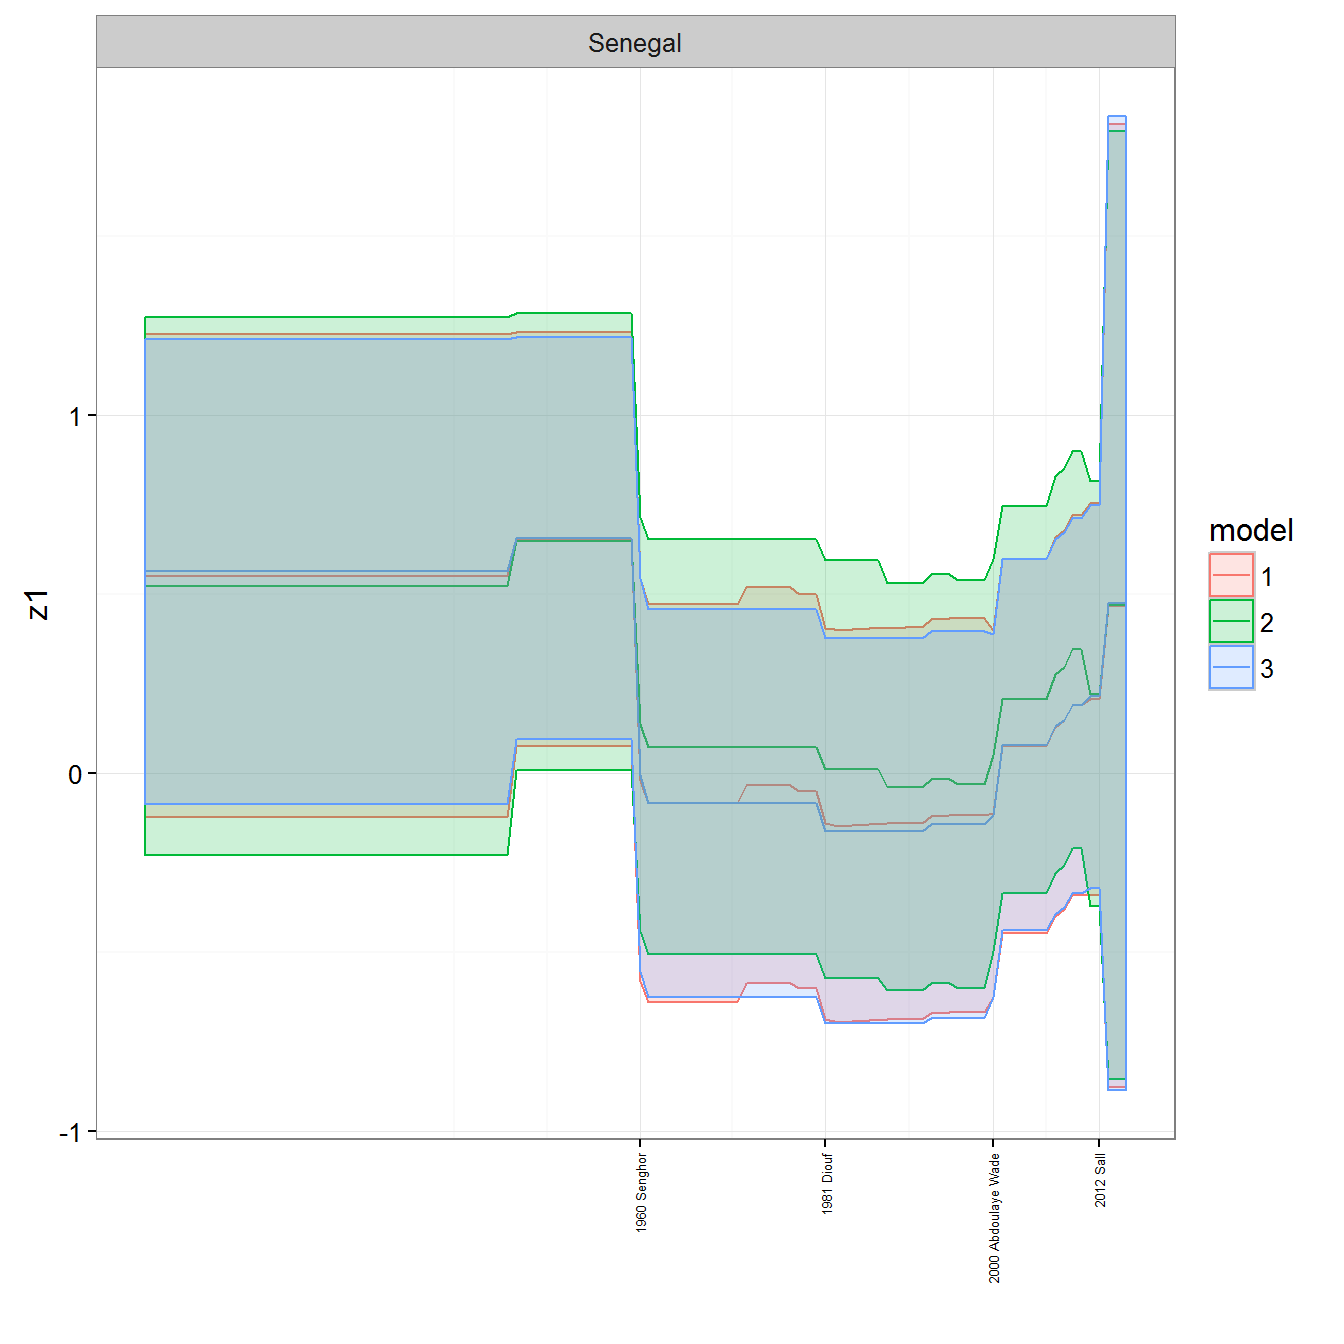 Senegal
z1
1
0
-1
1960 Senghor
1981 Diouf
2000 Abdoulaye Wade
2012 Sall
model
1
2
3